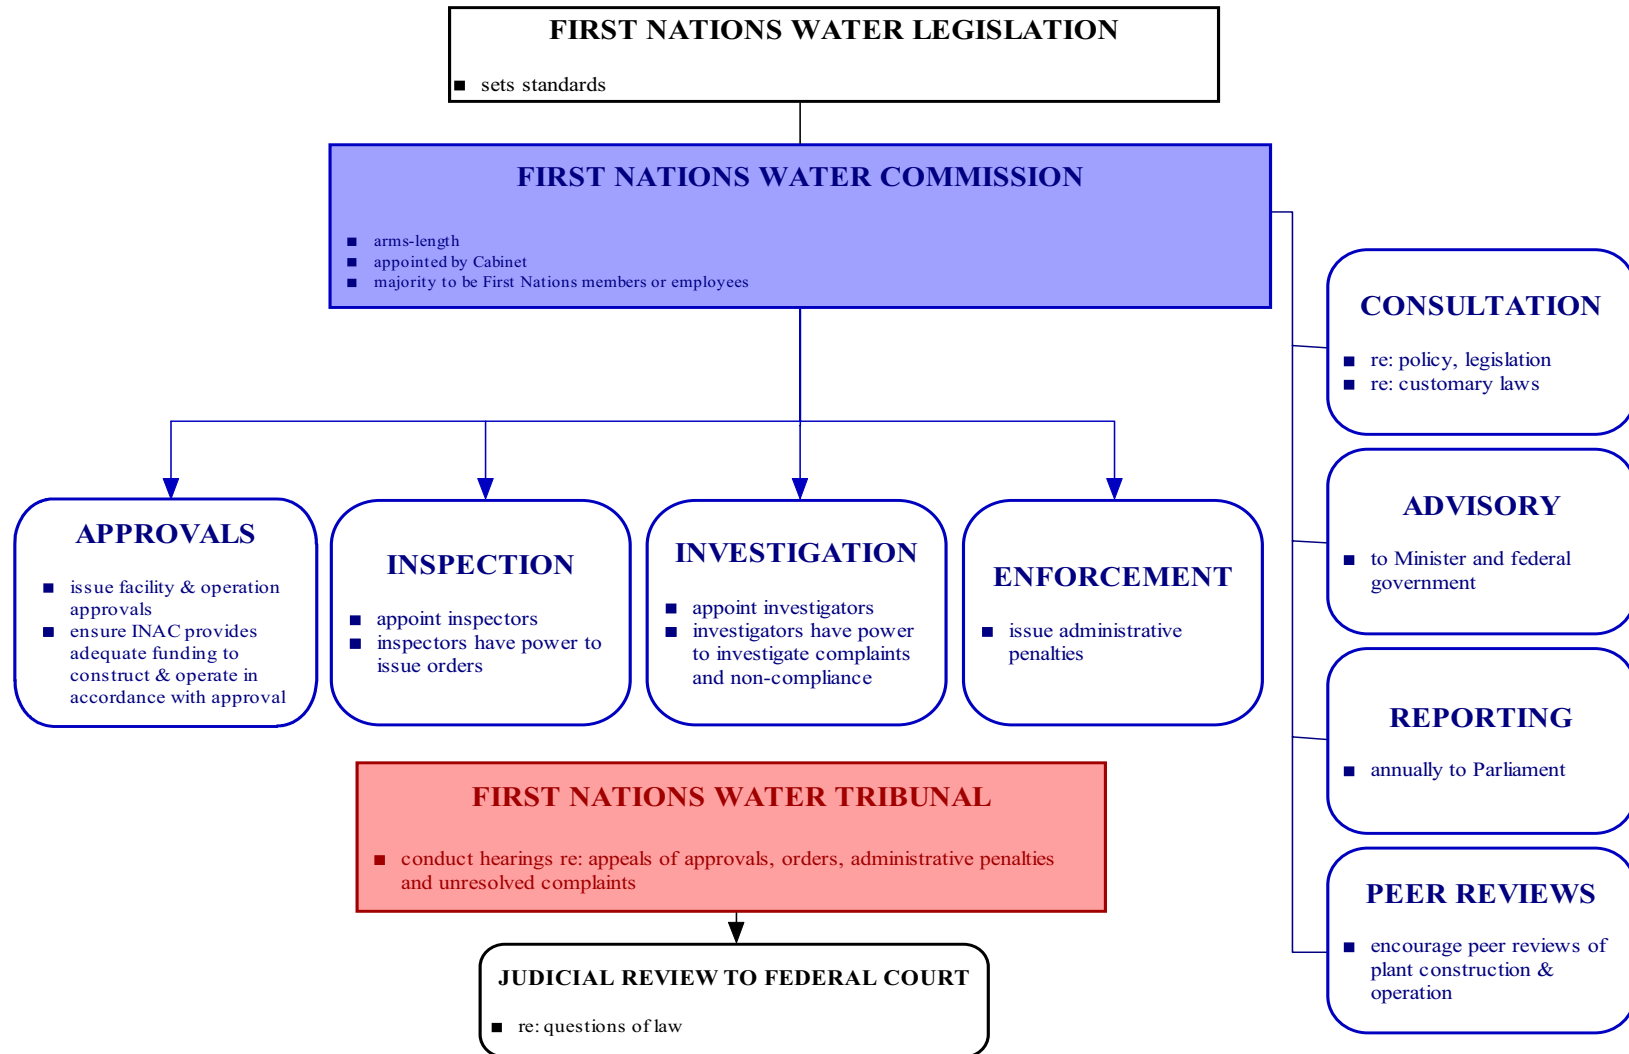 FIRST NATIONS WATER LEGISLATION
■ sets standards
FIRST NATIONS WATER COMMISSION
■ arms-length
■ appointed by Cabinet
■ majority to be First Nations members or employees
CONSULTATION
■ re: policy, legislation
■ re: customary laws
APPROVALS
■ issue facility & operation
approvals
■ ensure INAC provides
adequate funding to
construct & operate in
accordance with approval
INSPECTION
■ appoint inspectors
■ inspectors have power to
issue orders
INVESTIGATION
■ appoint investigators
■ investigators have power
to investigate complaints
and non-compliance
ENFORCEMENT
■ issue administrative
penalties
ADVISORY
■ to Minister and federal
government
REPORTING
■ annually to Parliament
FIRST NATIONS WATER TRIBUNAL
■ conduct hearings re: appeals of approvals, orders, administrative penalties
and unresolved complaints
PEER REVIEWS
■ encourage peer reviews of
plant construction &
operation
JUDICIAL REVIEW TO FEDERAL COURT
■ re: questions of law